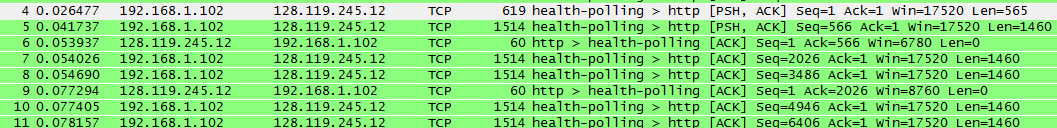 4 0.026477 192.168.1.102 128.119.245.12 TCP 619 health-polling > http [PSH, ACK] Seq=1 Ack=1 Win=17520 Len=565
5 0.041737 192.168.1.102 128.119.245.12 TCP 1514 health-polling > http [PSH, ACK] Seq=566 Ack=1 Win=17520 Len=1460
6 0.053937 128.119.245.12 192.168.1.102 TCP 60 http > health-polling [ACK] Seq=1 Ack=566 Win=6780 Len=0
7 0.054026 192.168.1.102 128.119.245.12 TCP 1514 health-polling > http [ACK] Seq=2026 Ack=1 Win=17520 Len=1460
8 0.054690 192.168.1.102 128.119.245.12 TCP 1514 health-polling > http [ACK] Seq=3486 Ack=1 Win=17520 Len=1460
9 0.077294 128.119.245.12 192.168.1.102 TCP 60 http > health-polling [ACK] Seq=1 Ack=2026 Win=8760 Len=0
10 0.077405 192.168.1.102 128.119.245.12 TCP 1514 health-polling > http [ACK] Seq=4946 Ack=1 Win=17520 Len=1460
11 0.078157 192.168.1.102 128.119.245.12 TCP 1514 health-polling > http [ACK] Seq=6406 Ack=1 Win=17520 Len=1460